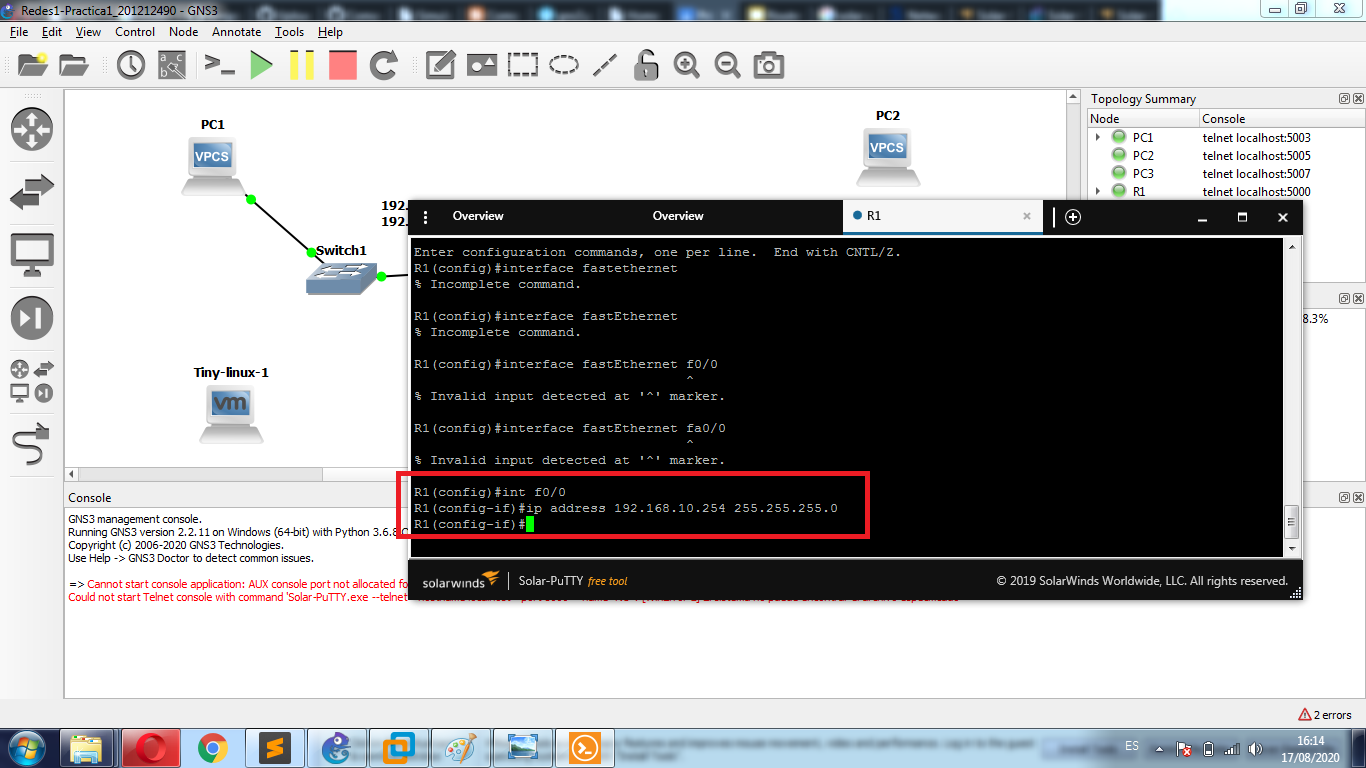 Redes1-Practica1_201212490 - GNS3
File Edit View Control Node Annotate Tools Help
PC1
VPCS
PC2
VPCS
192.
192.
Switch1
Tiny-linux-1
vm
Topology Summary
Node Console
PC1 telnet localhost:5003
PC2 telnet localhost:5005
PC3 telnet localhost:5007
R1 telnet localhost:5000
8.3%
Overview Overview R1
Enter configuration commands, one per line. End with CNTL/Z.
R1(config)#interface fastethernet
% Incomplete command.
R1(config)#interface fastEthernet
% Incomplete command.
R1(config)#interface fastEthernet f0/0
^
% Invalid input detected at '^' marker.
R1(config)#interface fastEthernet fa0/0
^
% Invalid input detected at '^' marker.
R1(config)#int f0/0
R1(config-if)#ip address 192.168.10.254 255.255.255.0
R1(config-if)#
solarwinds Solar-PuTTY free tool © 2019 SolarWinds Worldwide, LLC. All rights reserved.
Console
GNS3 management console.
Running GNS3 version 2.2.11 on Windows (64-bit) with Python 3.6.8
Copyright (c) 2006-2020 GNS3 Technologies.
Use Help -> GNS3 Doctor to detect common issues.
=> Cannot start console application: AUX console port not allocated fo
Could not start Telnet console with command 'Solar-PuTTY.exe --telnet
2 errors
ES
16:14
17/08/2020